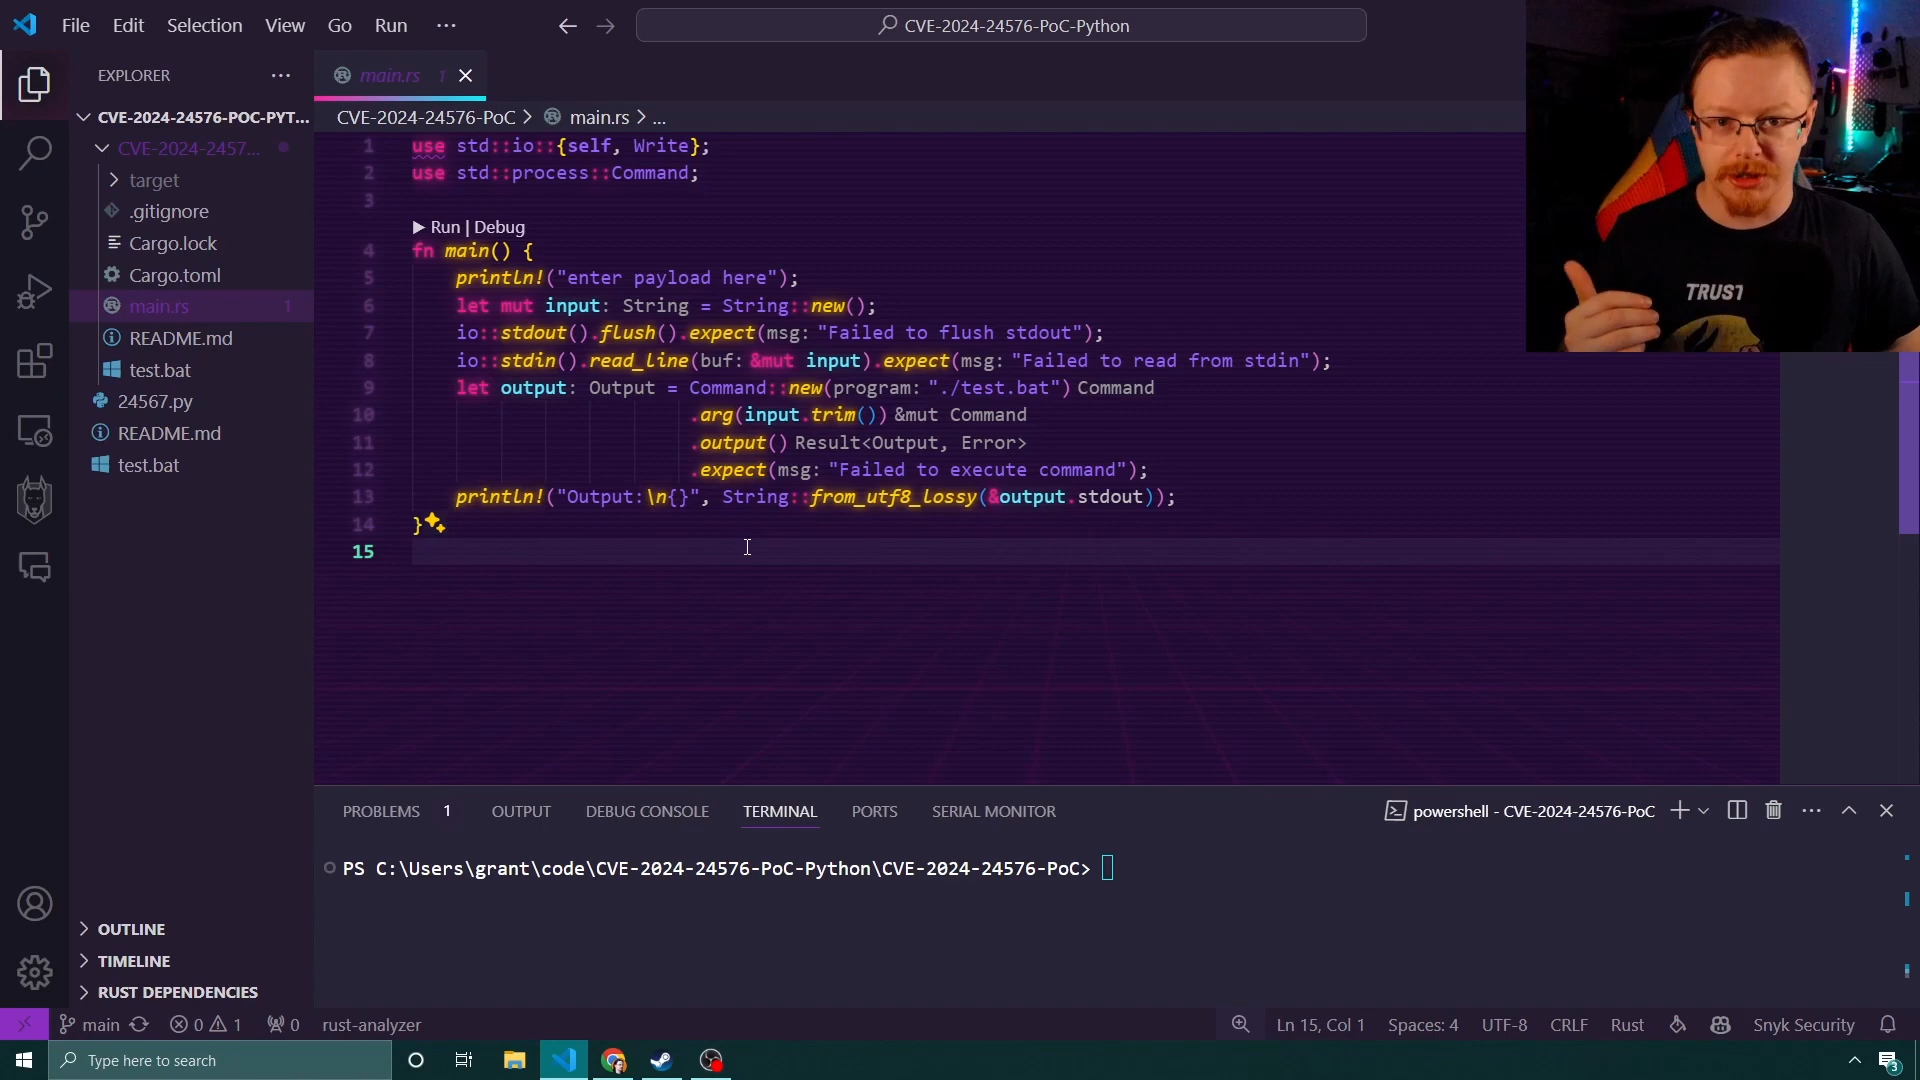 File Edit Selection View Go Run ···
CVE-2024-24576-PoC-Python
EXPLORER ···
main.rs 1
CVE-2024-24576-POC-PYT...
CVE-2024-24576-PoC > main.rs > ...
CVE-2024-2457...
target
.gitignore
Cargo.lock
Cargo.toml
main.rs 1
README.md
test.bat
24567.py
README.md
test.bat
OUTLINE
TIMELINE
RUST DEPENDENCIES
1 use std::io::{self, Write};
2 use std::process::Command;
3
Run | Debug
4 fn main() {
5 println!("enter payload here");
6 let mut input: String = String::new();
7 io::stdout().flush().expect(msg: "Failed to flush stdout");
8 io::stdin().read_line(buf: &mut input).expect(msg: "Failed to read from stdin");
9 let output: Output = Command::new(program: "./test.bat") Command
10 .arg(input.trim()) &mut Command
11 .output() Result<Output, Error>
12 .expect(msg: "Failed to execute command");
13 println!("Output:\n{}", String::from_utf8_lossy(&output.stdout));
14 }
15
TRUST
PROBLEMS 1 OUTPUT DEBUG CONSOLE TERMINAL PORTS SERIAL MONITOR
powershell - CVE-2024-24576-PoC
PS C:\Users\grant\code\CVE-2024-24576-PoC-Python\CVE-2024-24576-PoC>
main 0 1 0 rust-analyzer
Ln 15, Col 1 Spaces: 4 UTF-8 CRLF Rust Snyk Security
Type here to search
3